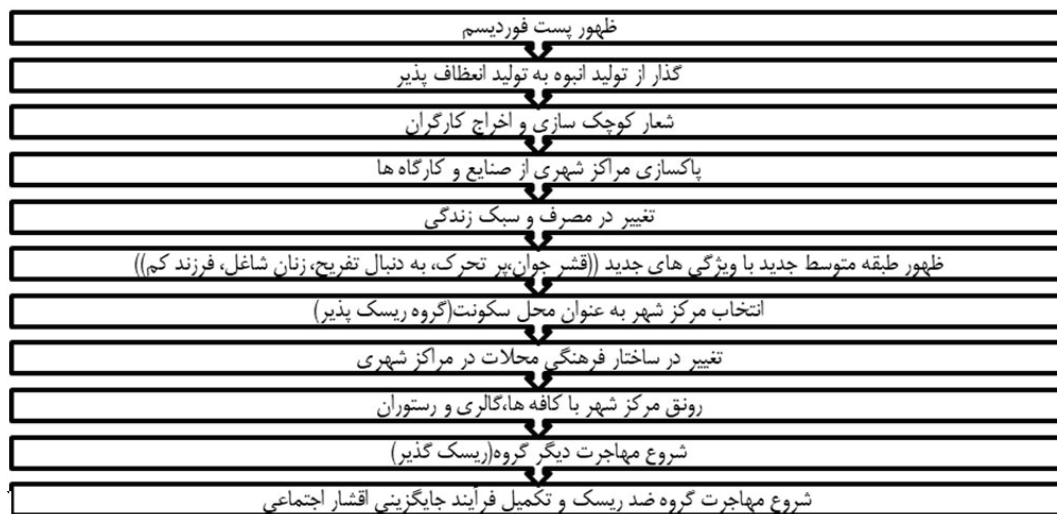 ظهور پست فوردیسم
گذار از تولید انبوه به تولید انعظاف پذیر
شعار کوچک سازی و اخراج کارگران
پاکسازی مراکز شهری از صنایع و کارگاه ها
تغییر در مصرف و سبک زندگی
ظهور طبقه متوسط جدید با ویژگی های جدید ((قشر جوان،پر تحرک، به دنبال تفریح، زنان شاغل، فرزند کم))
انتخاب مرکز شهر به عنوان محل سکونت(گروه ریسک پذیر)
تغییر در ساختار فرهنگی محلات در مراکز شهری
رونق مرکز شهر با کافه ها،گالری و رستوران
شروع مهاجرت دیگر گروه(ریسک گذیر)
شروع مهاجرت گروه ضد ریسک و تکمیل فرآیند جایگزینی اقشار اجتماعی